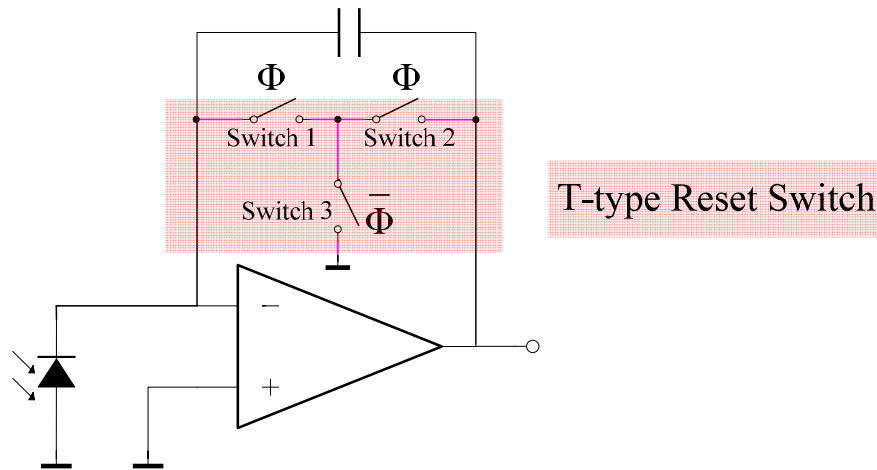 Φ Φ
Switch 1 Switch 2
Switch 3 Φ̅
T-type Reset Switch
−
+